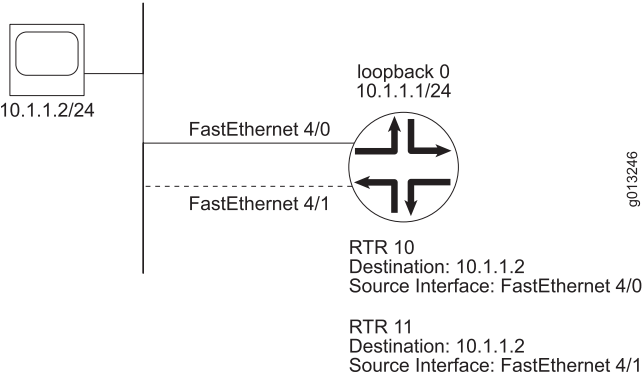 loopback 0
10.1.1.1/24
10.1.1.2/24
FastEthernet 4/0
FastEthernet 4/1
g013246
RTR 10
Destination: 10.1.1.2
Source Interface: FastEthernet 4/0
RTR 11
Destination: 10.1.1.2
Source Interface: FastEthernet 4/1